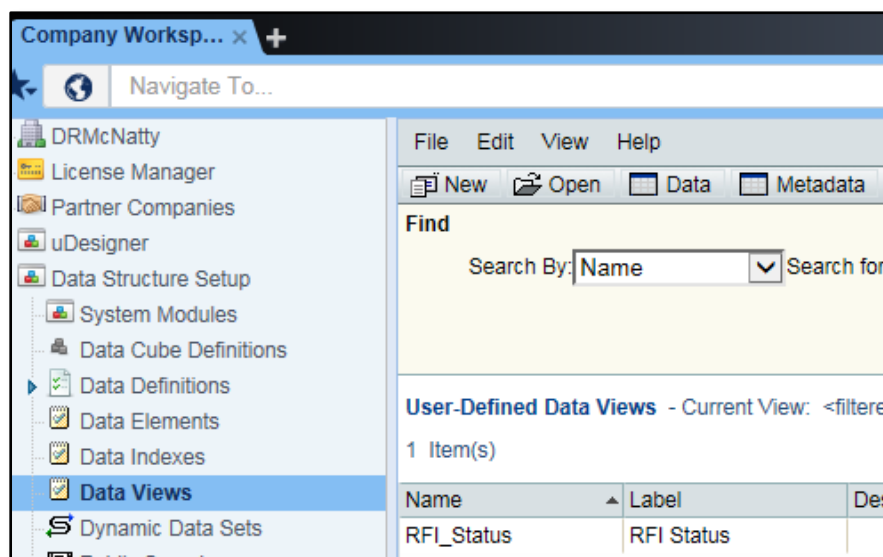 Company Worksp... × +
Navigate To...
DRMcNatty
License Manager
Partner Companies
uDesigner
Data Structure Setup
System Modules
Data Cube Definitions
Data Definitions
Data Elements
Data Indexes
Data Views
Dynamic Data Sets
File Edit View Help
New Open Data Metadata
Find
Search By: Name Search for
User-Defined Data Views - Current View: <filtere
1 Item(s)
Name Label Des
RFI_Status RFI Status